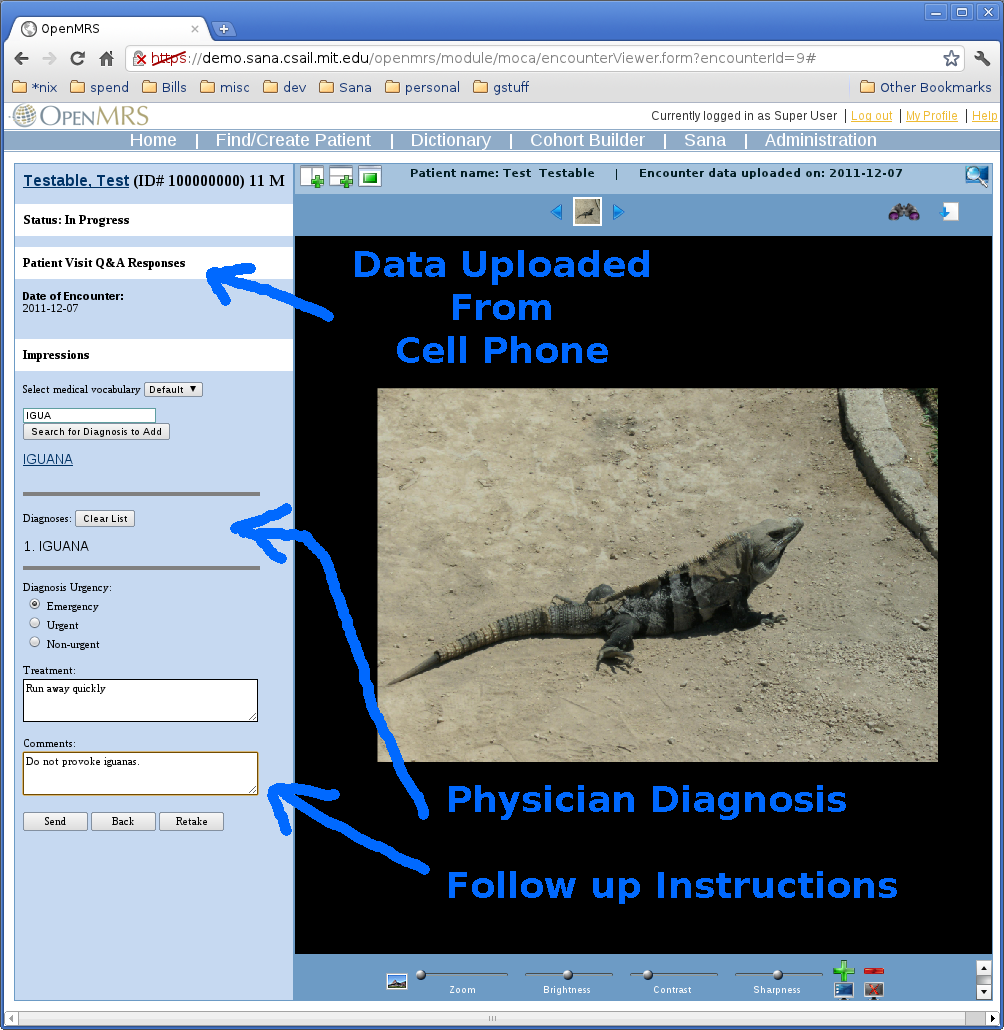 OpenMRS
https://demo.sana.csail.mit.edu/openmrs/module/moca/encounterViewer.form?encounterId=9#
*nix spend Bills misc dev Sana personal gstuff Other Bookmarks
OPENMRS
Currently logged in as Super User | Log out | My Profile | Help
Home | Find/Create Patient | Dictionary | Cohort Builder | Sana | Administration
Testable, Test (ID# 100000000) 11 M
Patient name: Test Testable | Encounter data uploaded on: 2011-12-07
Status: In Progress
Patient Visit Q&A Responses
Date of Encounter:
2011-12-07
Data Uploaded
From
Cell Phone
Impressions
Select medical vocabulary Default
IGUA
Search for Diagnosis to Add
IGUANA
Diagnoses: Clear List
1. IGUANA
Diagnosis Urgency:
Emergency
Urgent
Non-urgent
Treatment:
Run away quickly
Comments:
Do not provoke iguanas.
Send Back Retake
Physician Diagnosis
Follow up Instructions
Zoom Brightness Contrast Sharpness